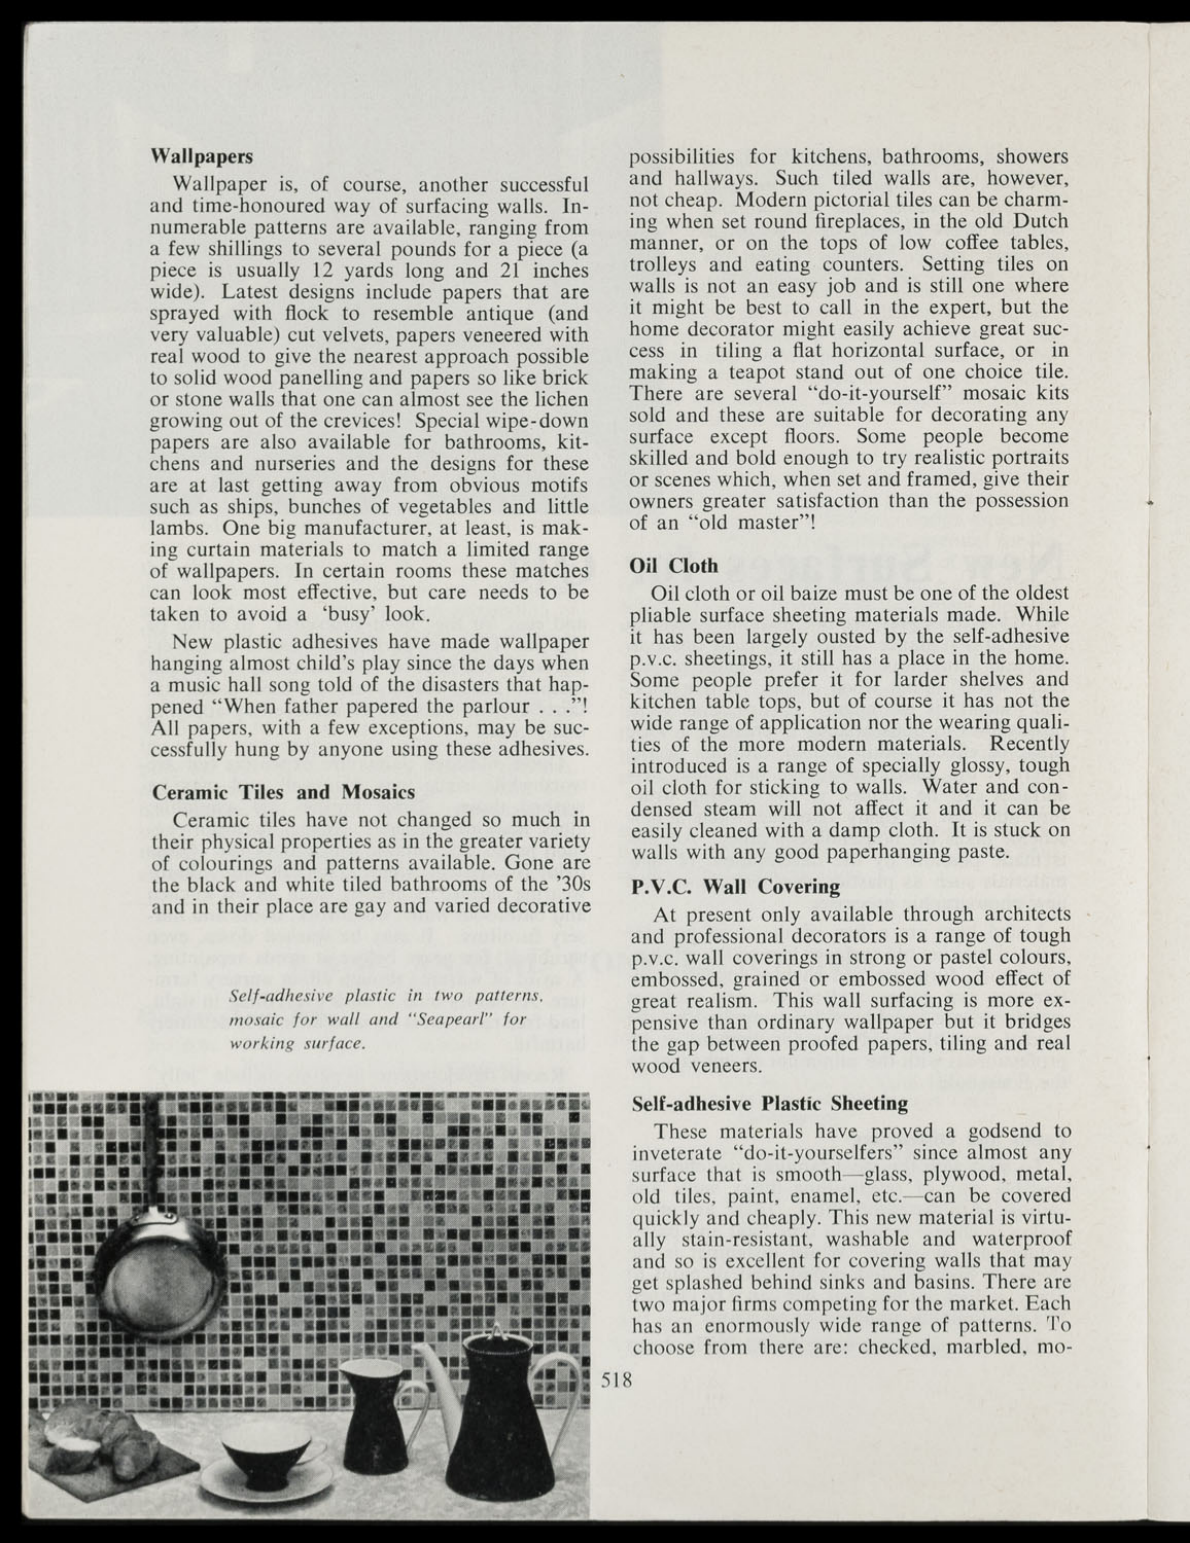 Wallpapers
Wallpaper is, of course, another successful
and time-honoured way of surfacing walls. In-
numerable patterns are available, ranging from
a few shillings to several pounds for a piece (a
piece is usually 12 yards long and 21 inches
wide). Latest designs include papers that are
sprayed with flock to resemble antique (and
very valuable) cut velvets, papers veneered with
real wood to give the nearest approach possible
to solid wood panelling and papers so like brick
or stone walls that one can almost see the lichen
growing out of the crevices! Special wipe-down
papers are also available for bathrooms, kit-
chens and nurseries and the designs for these
are at last getting away from obvious motifs
such as ships, bunches of vegetables and little
lambs. One big manufacturer, at least, is mak-
ing curtain materials to match a limited range
of wallpapers. In certain rooms these matches
can look most effective, but care needs to be
taken to avoid a 'busy' look.
New plastic adhesives have made wallpaper
hanging almost child's play since the days when
a music hall song told of the disasters that hap-
pened "When father papered the parlour . . ."!
All papers, with a few exceptions, may be suc-
cessfully hung by anyone using these adhesives.
Ceramic Tiles and Mosaics
Ceramic tiles have not changed so much in
their physical properties as in the greater variety
of colourings and patterns available. Gone are
the black and white tiled bathrooms of the '30s
and in their place are gay and varied decorative
Self-adhesive plastic in two patterns,
mosaic for wall and "Seapearl" for
working surface.
possibilities for kitchens, bathrooms, showers
and hallways. Such tiled walls are, however,
not cheap. Modern pictorial tiles can be charm-
ing when set round fireplaces, in the old Dutch
manner, or on the tops of low coffee tables,
trolleys and eating counters. Setting tiles on
walls is not an easy job and is still one where
it might be best to call in the expert, but the
home decorator might easily achieve great suc-
cess in tiling a flat horizontal surface, or in
making a teapot stand out of one choice tile.
There are several "do-it-yourself" mosaic kits
sold and these are suitable for decorating any
surface except floors. Some people become
skilled and bold enough to try realistic portraits
or scenes which, when set and framed, give their
owners greater satisfaction than the possession
of an "old master"!
Oil Cloth
Oil cloth or oil baize must be one of the oldest
pliable surface sheeting materials made. While
it has been largely ousted by the self-adhesive
p.v.c. sheetings, it still has a place in the home.
Some people prefer it for larder shelves and
kitchen table tops, but of course it has not the
wide range of application nor the wearing quali-
ties of the more modern materials. Recently
introduced is a range of specially glossy, tough
oil cloth for sticking to walls. Water and con-
densed steam will not affect it and it can be
easily cleaned with a damp cloth. It is stuck on
walls with any good paperhanging paste.
P.V.C. Wall Covering
At present only available through architects
and professional decorators is a range of tough
p.v.c. wall coverings in strong or pastel colours,
embossed, grained or embossed wood effect of
great realism. This wall surfacing is more ex-
pensive than ordinary wallpaper but it bridges
the gap between proofed papers, tiling and real
wood veneers.
Self-adhesive Plastic Sheeting
These materials have proved a godsend to
inveterate "do-it-yourselfers" since almost any
surface that is smooth—glass, plywood, metal,
old tiles, paint, enamel, etc.—can be covered
quickly and cheaply. This new material is virtu-
ally stain-resistant, washable and waterproof
and so is excellent for covering walls that may
get splashed behind sinks and basins. There are
two major firms competing for the market. Each
has an enormously wide range of patterns. To
choose from there are: checked, marbled, mo-
518